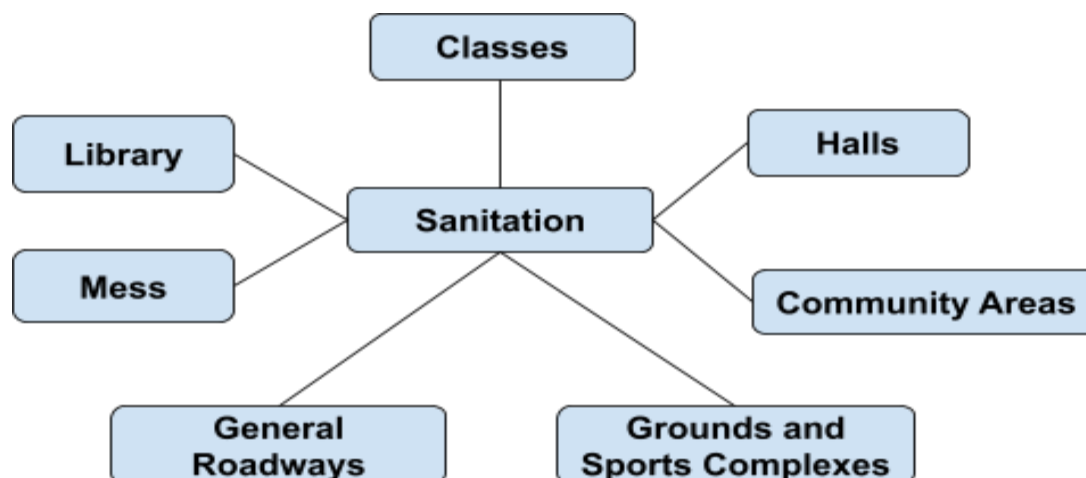 Classes
Library
Halls
Sanitation
Mess
Community Areas
General
Roadways
Grounds and
Sports Complexes